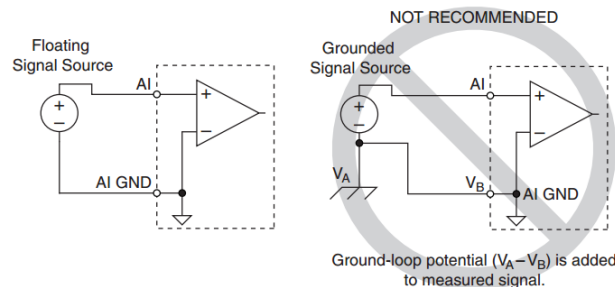 NOT RECOMMENDED
Floating
Signal Source
AI
+
−
+
−
AI GND
Grounded
Signal Source
AI
+
−
+
−
VA
VB
AI GND
Ground-loop potential (VA−VB) is added
to measured signal.